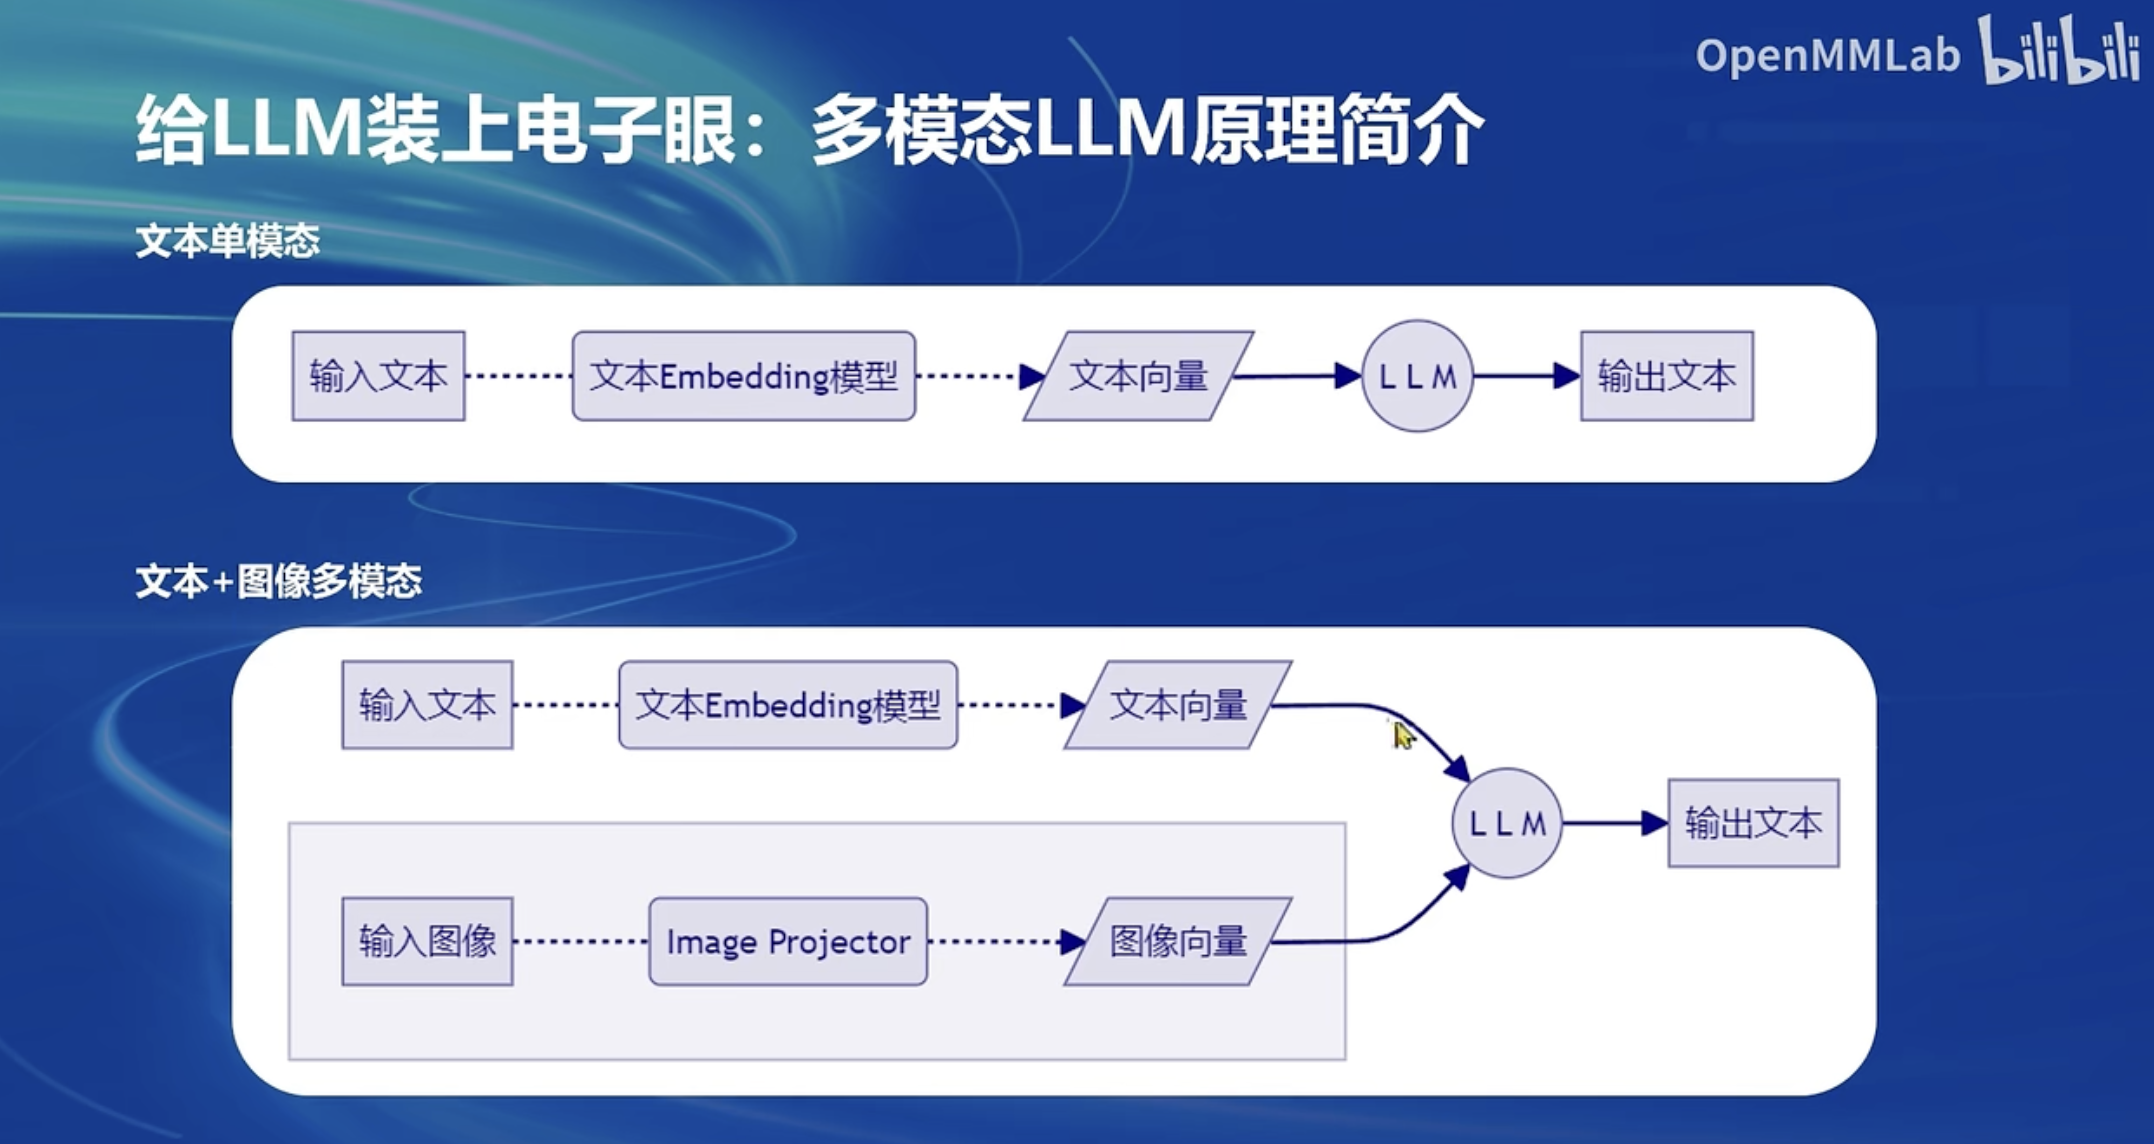 OpenMMLab bilibili
给LLM装上电子眼：多模态LLM原理简介
文本单模态
输入文本 文本Embedding模型 文本向量 LLM 输出文本
文本+图像多模态
输入文本 文本Embedding模型 文本向量
LLM 输出文本
输入图像 Image Projector 图像向量